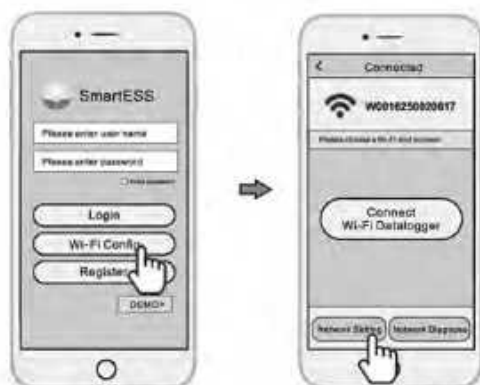 SmartESS
Please enter user name
Please enter password
Login
Wi-Fi Config
Register
DEMO>
Connected
W0016250820617
Connect
Wi-Fi Datalogger
Network Setting
Network Diagnose